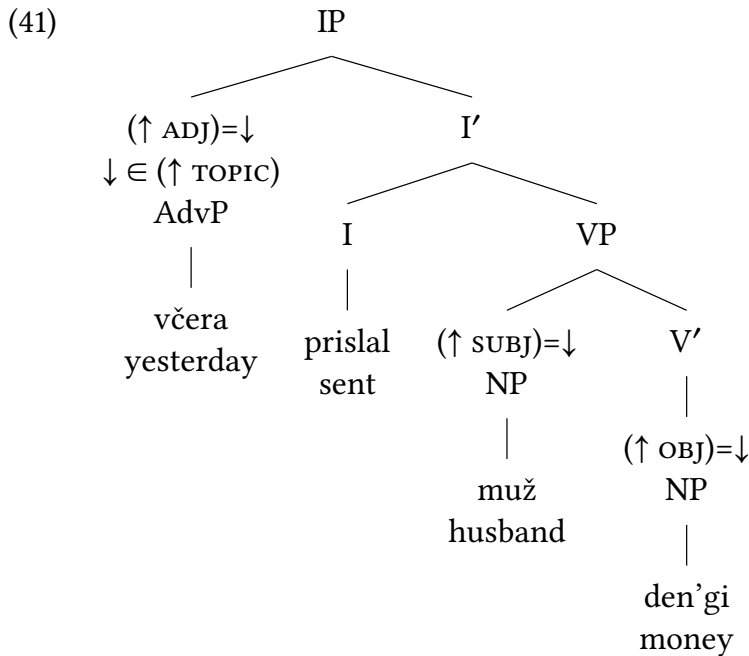 (41)
IP
(↑ ADJ)=↓
↓ ∈ (↑ TOPIC)
AdvP
I′
I
VP
včera
yesterday
prislal
sent
(↑ SUBJ)=↓
NP
V′
muž
husband
(↑ OBJ)=↓
NP
den’gi
money